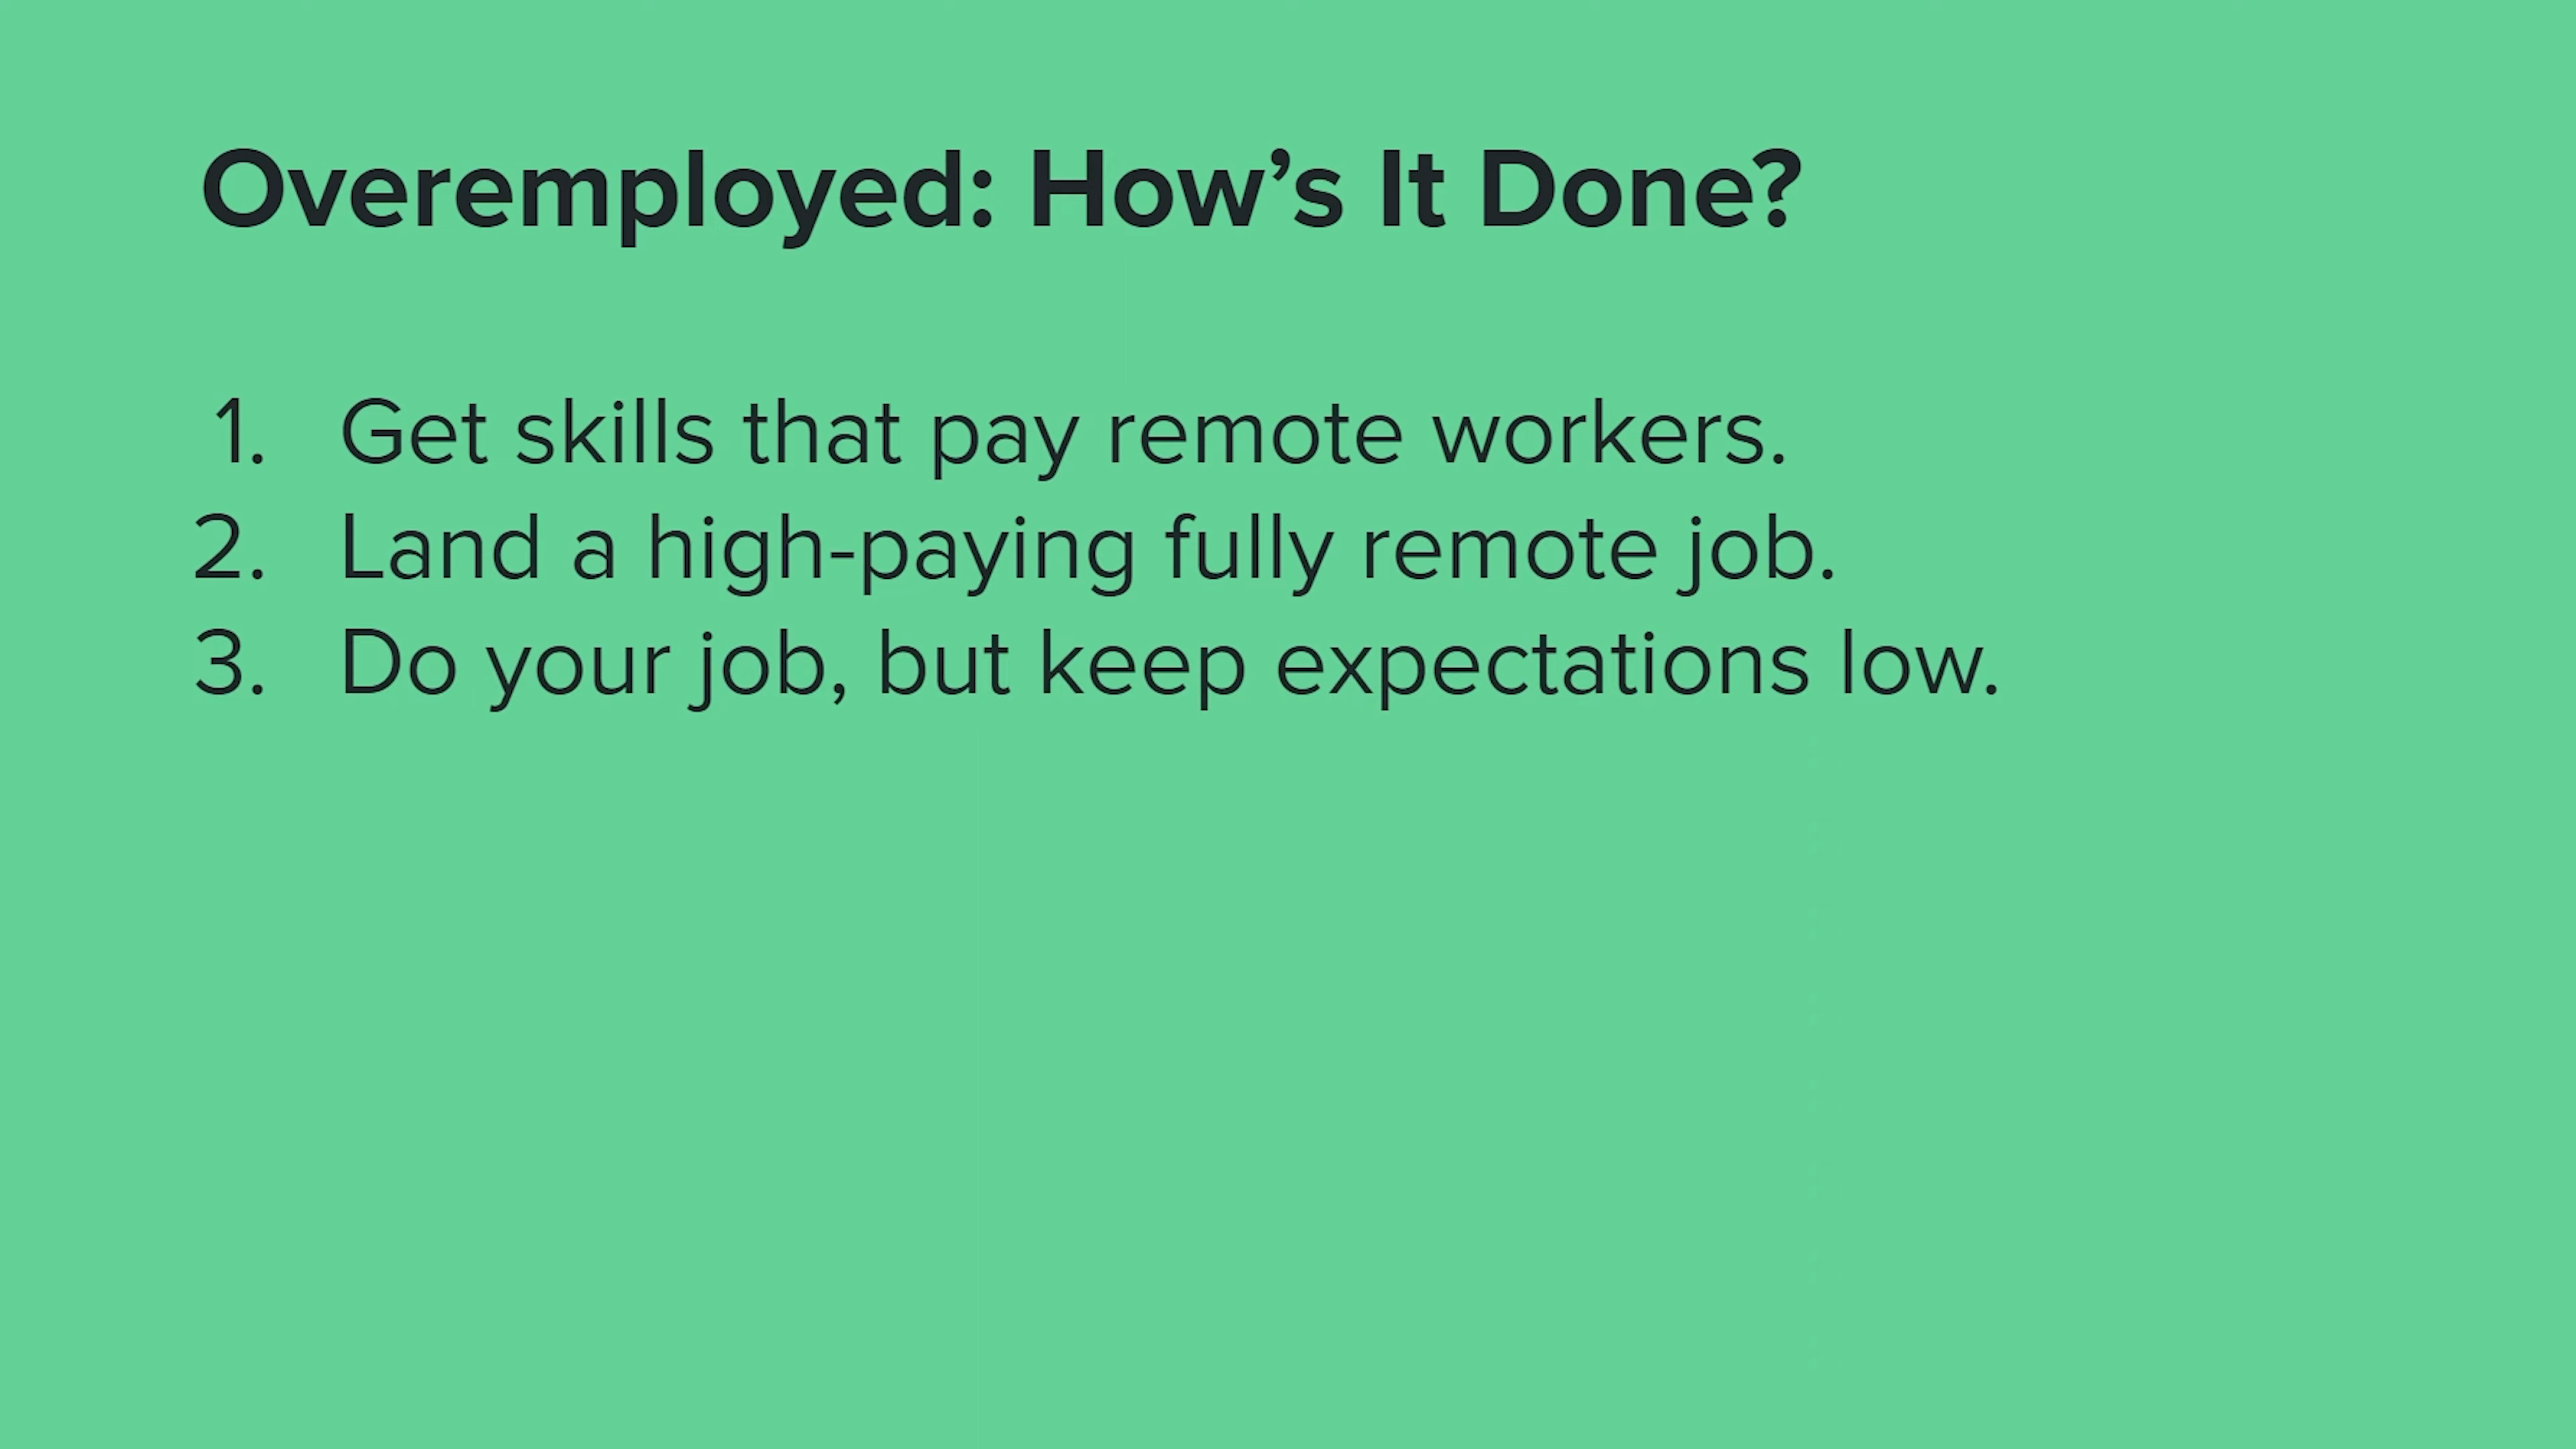 Overemployed: How’s It Done?
1. Get skills that pay remote workers.
2. Land a high-paying fully remote job.
3. Do your job, but keep expectations low.